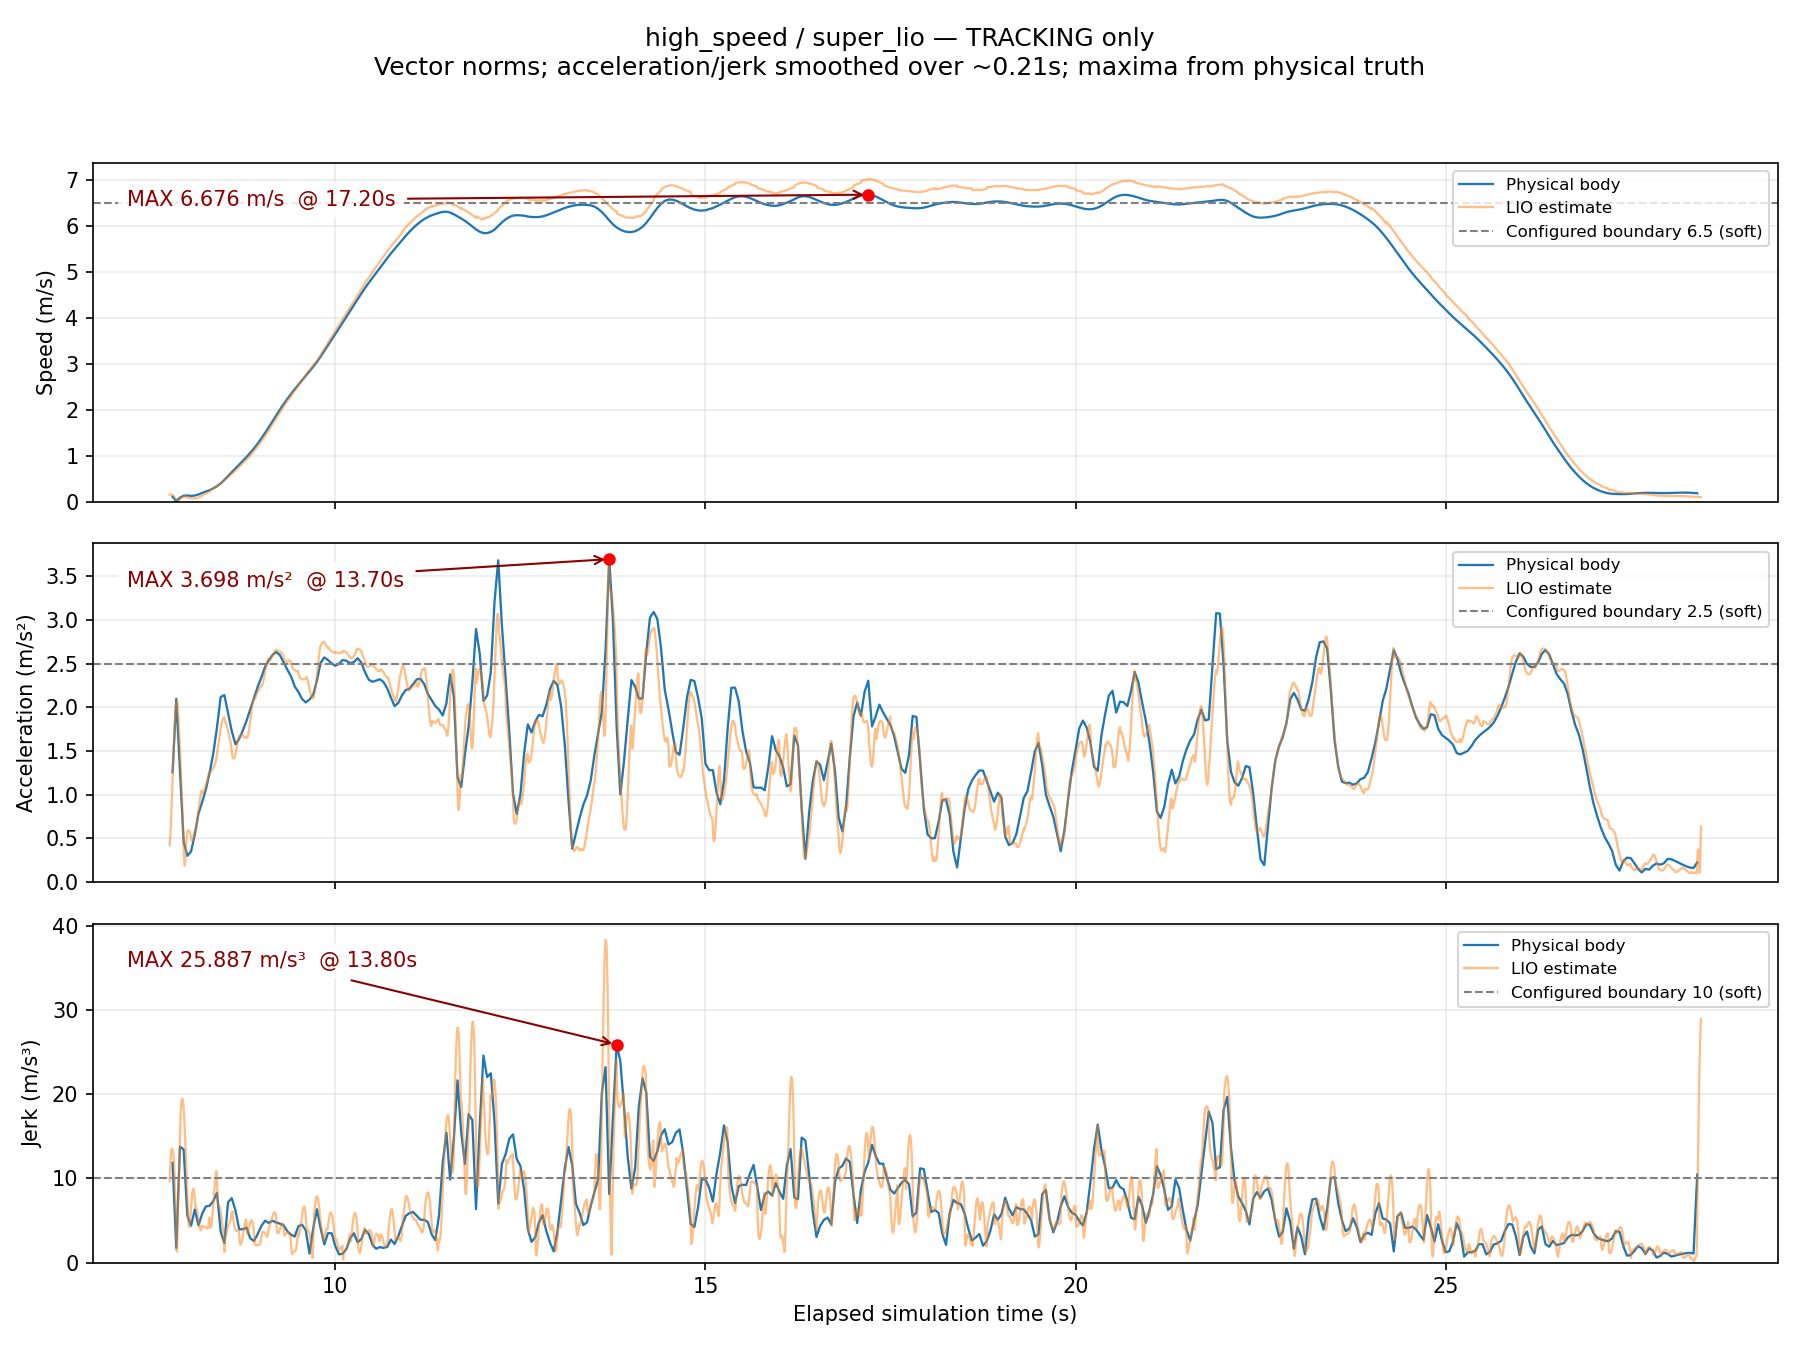 high_speed / super_lio — TRACKING only
Vector norms; acceleration/jerk smoothed over ~0.21s; maxima from physical truth
Speed (m/s)
7
6
5
4
3
2
1
0
MAX 6.676 m/s @ 17.20s
Physical body
LIO estimate
Configured boundary 6.5 (soft)
Acceleration (m/s²)
3.5
3.0
2.5
2.0
1.5
1.0
0.5
0.0
MAX 3.698 m/s² @ 13.70s
Physical body
LIO estimate
Configured boundary 2.5 (soft)
Jerk (m/s³)
40
30
20
10
0
MAX 25.887 m/s³ @ 13.80s
Physical body
LIO estimate
Configured boundary 10 (soft)
10
15
20
25
Elapsed simulation time (s)